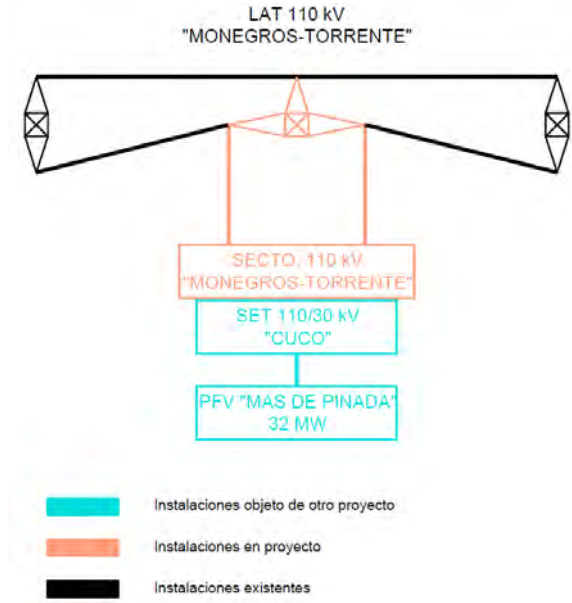 LAT 110 kV
"MONEGROS-TORRENTE"
SECTO. 110 kV
"MONEGROS-TORRENTE"
SET 110/30 kV
"CUCO"
PFV "MAS DE PINADA"
32 MW
Instalaciones objeto de otro proyecto
Instalaciones en proyecto
Instalaciones existentes